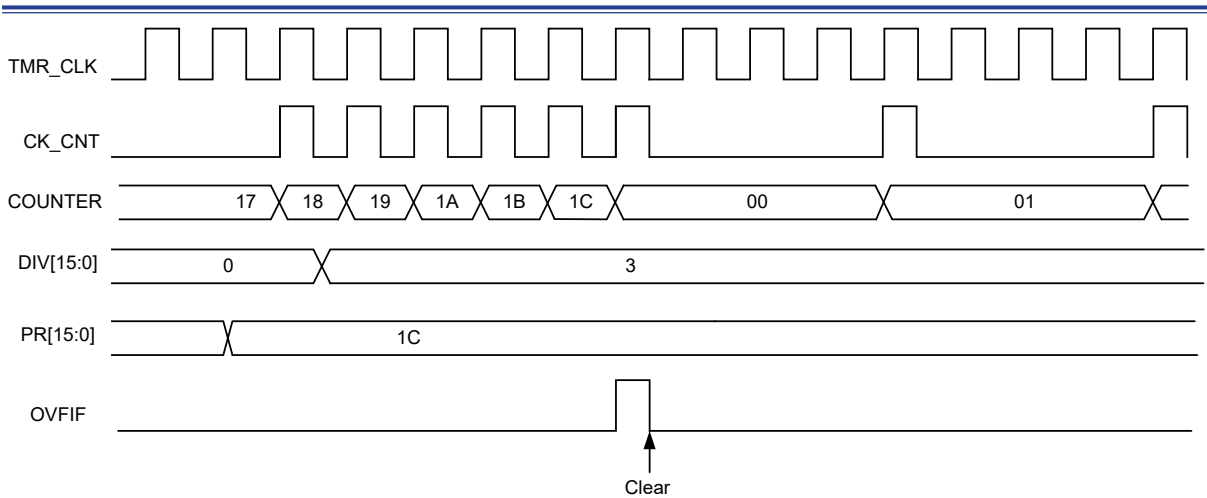 TMR_CLK
CK_CNT
COUNTER 17 18 19 1A 1B 1C 00 01
DIV[15:0] 0 3
PR[15:0] 1C
OVFIF
Clear